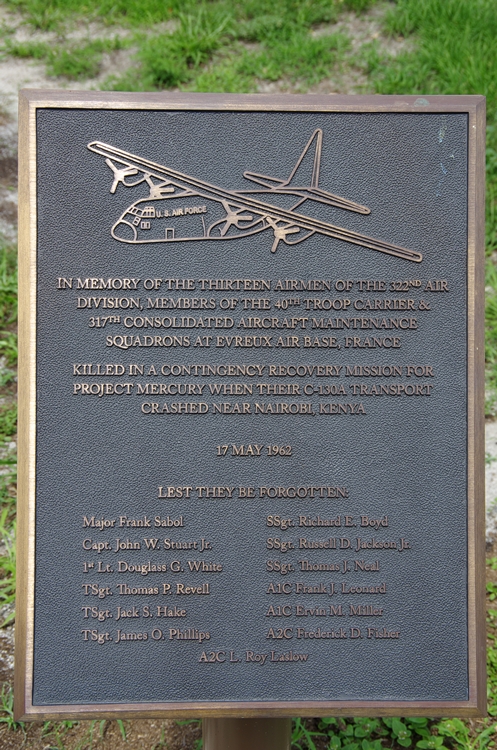 U.S. AIR FORCE
IN MEMORY OF THE THIRTEEN AIRMEN OF THE 322ND AIR
DIVISION, MEMBERS OF THE 40TH TROOP CARRIER &
317TH CONSOLIDATED AIRCRAFT MAINTENANCE
SQUADRONS AT EVREUX AIR BASE, FRANCE
KILLED IN A CONTINGENCY RECOVERY MISSION FOR
PROJECT MERCURY WHEN THEIR C-130A TRANSPORT
CRASHED NEAR NAIROBI, KENYA
17 MAY 1962
LEST THEY BE FORGOTTEN:
Major Frank Sabol
Capt. John W. Stuart Jr.
1st Lt. Douglass G. White
TSgt. Thomas P. Revell
TSgt. Jack S. Hake
TSgt. James O. Phillips
SSgt. Richard E. Boyd
SSgt. Russell D. Jackson Jr.
SSgt. Thomas J. Neal
A1C Frank J. Leonard
A1C Ervin M. Miller
A2C Frederick D. Fisher
A2C L. Roy Easlow